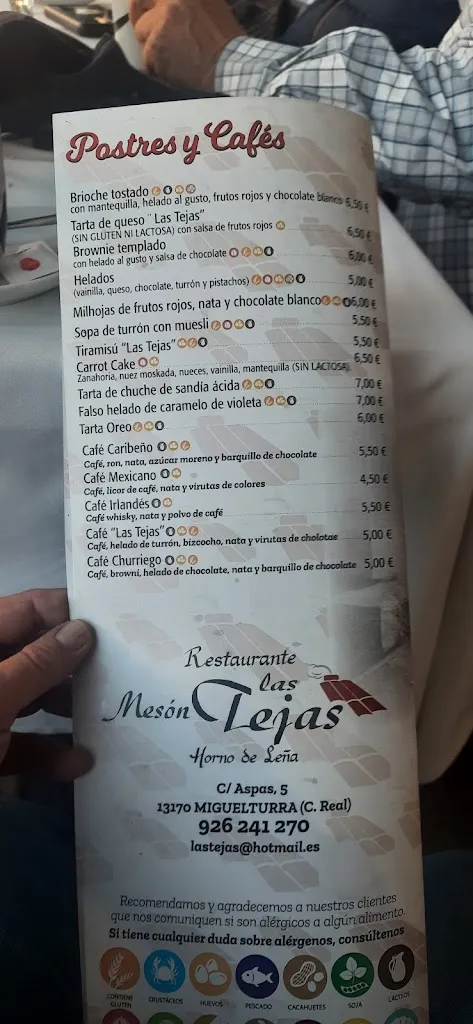 Postres y Cafés
Brioche tostado
con mantequilla, helado al gusto, frutos rojos y chocolate blanco 6,50 €
Tarta de queso ¨ Las Tejas"
(SIN GLUTEN NI LACTOSA) con salsa de frutos rojos 6,50 €
Brownie templado
con helado al gusto y salsa de chocolate 6,00 €
Helados
(vainilla, queso, chocolate, turrón y pistachos) 5,00 €
Milhojas de frutos rojos, nata y chocolate blanco 6,00 €
Sopa de turrón con muesli 5,50 €
Tiramisú "Las Tejas" 5,50 €
Carrot Cake 6,50 €
Zanahoria, nuez moskada, nueces, vainilla, mantequilla (SIN LACTOSA)
Tarta de chuche de sandía ácida 7,00 €
Falso helado de caramelo de violeta 7,00 €
Tarta Oreo 6,00 €
Café Caribeño
Café, ron, nata, azúcar moreno y barquillo de chocolate 5,50 €
Café Mexicano
Café, licor de café, nata y virutas de colores 4,50 €
Café Irlandés
Café whisky, nata y polvo de café 5,50 €
Café "Las Tejas"
Café, helado de turrón, bizcocho, nata y virutas de cholotae 5,00 €
Café Churriego
Café, browni, helado de chocolate, nata y barquillo de chocolate 5,00 €
Restaurante
Mesón las Tejas
Horno de Leña
C/ Aspas, 5
13170 MIGUELTURRA (C. Real)
926 241 270
lastejas@hotmail.es
Recomendamos y agradecemos a nuestros clientes
que nos comuniquen si son alérgicos a algún alimento.
Si tiene cualquier duda sobre alérgenos, consúltenos
CONTIENE GLUTEN CRUSTÁCEOS HUEVOS PESCADO CACAHUETES SOJA LÁCTEOS